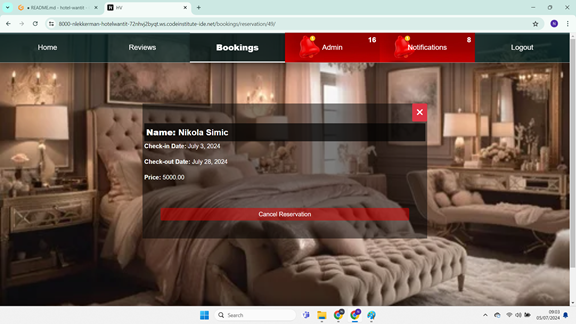 README.md - hotel-wantit
HV
8000-nikkkerman-hotelwantit-72nhvj2byqt.ws.codeinstitute-ide.net/bookings/reservation/49/
Home
Reviews
Bookings
Admin
16
Notifications
8
Logout
Name: Nikola Simic
Check-in Date: July 3, 2024
Check-out Date: July 28, 2024
Price: 5000.00
Cancel Reservation
Search
09:03
05/07/2024